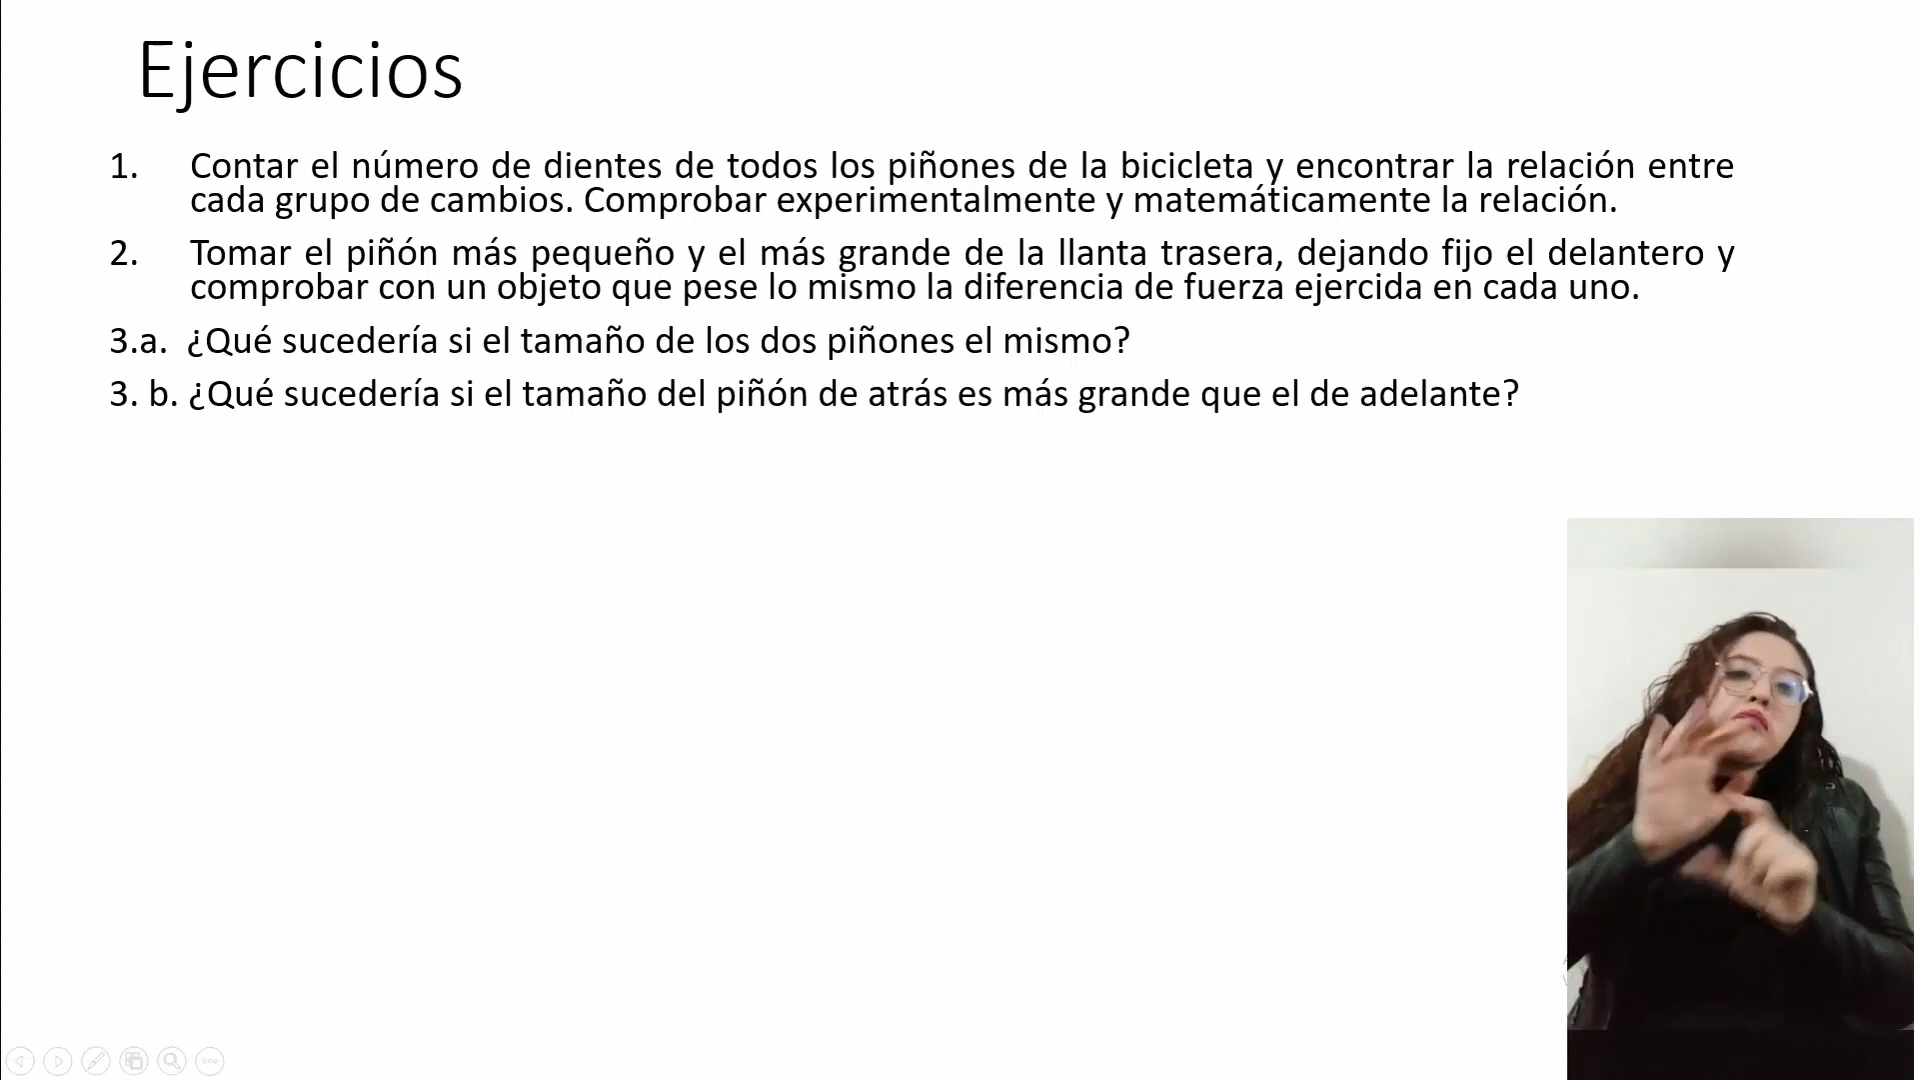 Ejercicios
1. Contar el número de dientes de todos los piñones de la bicicleta y encontrar la relación entre
cada grupo de cambios. Comprobar experimentalmente y matemáticamente la relación.
2. Tomar el piñón más pequeño y el más grande de la llanta trasera, dejando fijo el delantero y
comprobar con un objeto que pese lo mismo la diferencia de fuerza ejercida en cada uno.
3.a. ¿Qué sucedería si el tamaño de los dos piñones el mismo?
3. b. ¿Qué sucedería si el tamaño del piñón de atrás es más grande que el de adelante?